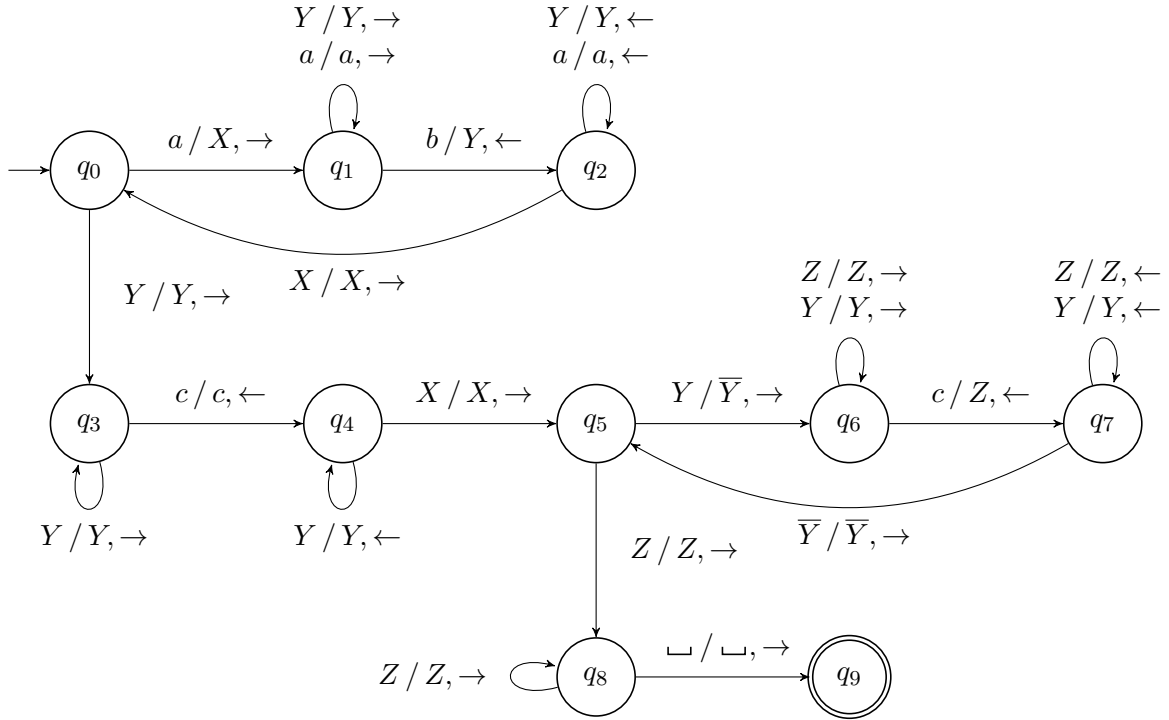 Y / Y, →
Y / Y, ←
a / a, →
a / a, ←
a / X, →
b / Y, ←
q₀
q₁
q₂
X / X, →
Y / Y, →
Z / Z, →
Z / Z, ←
Y / Y, →
Y / Y, ←
c / c, ←
X / X, →
Y / Y̅, →
c / Z, ←
q₃
q₄
q₅
q₆
q₇
Y / Y, →
Y / Y, ←
Y̅ / Y̅, →
Z / Z, →
Z / Z, →
q₈
␣ / ␣, →
q₉